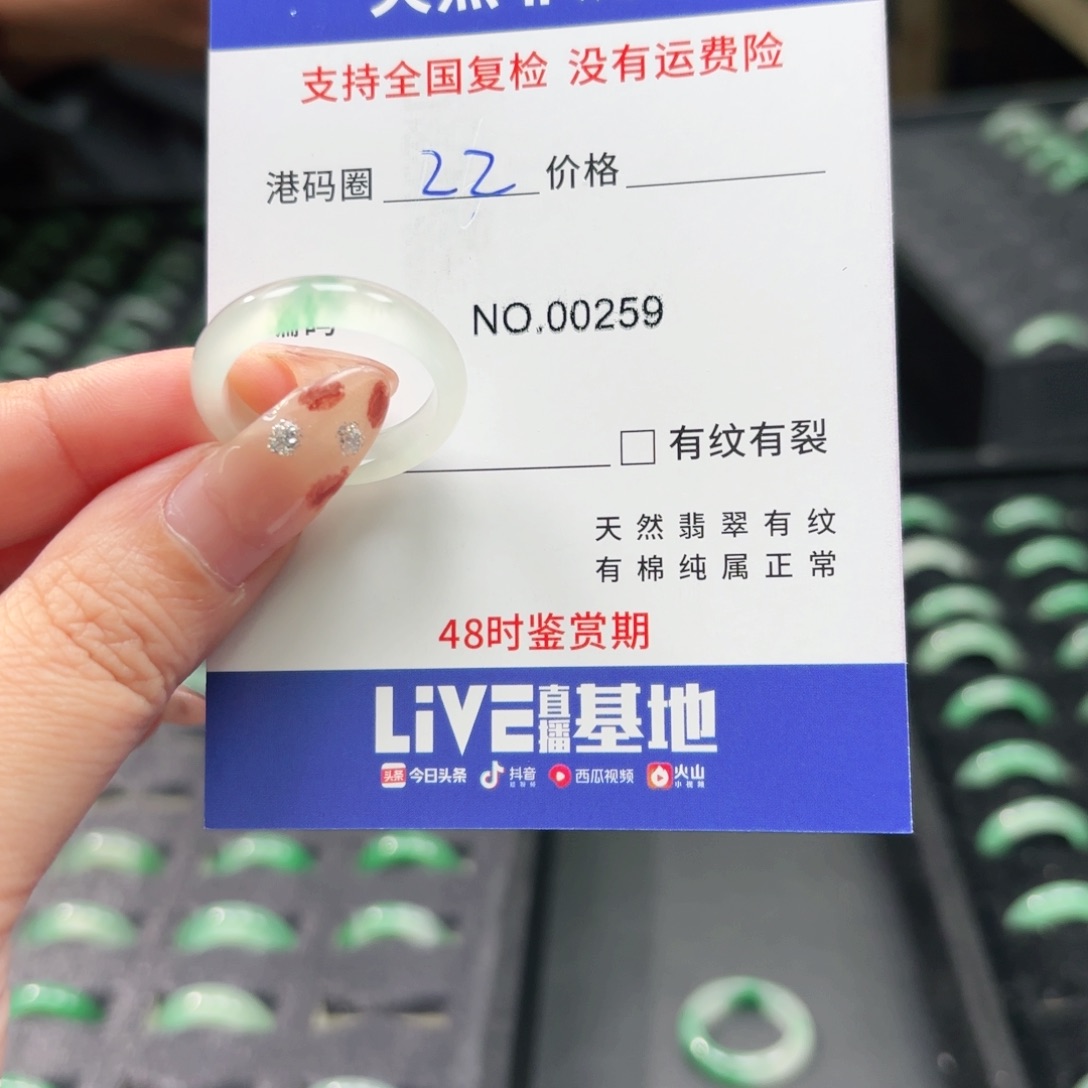 支持全国复检 没有运费险
港码圈 22 价格
NO.00259
有纹有裂
天然翡翠有纹
有棉纯属正常
48时鉴赏期
LiVE直播基地
头条 今日头条 抖音 西瓜视频 火山
小视频